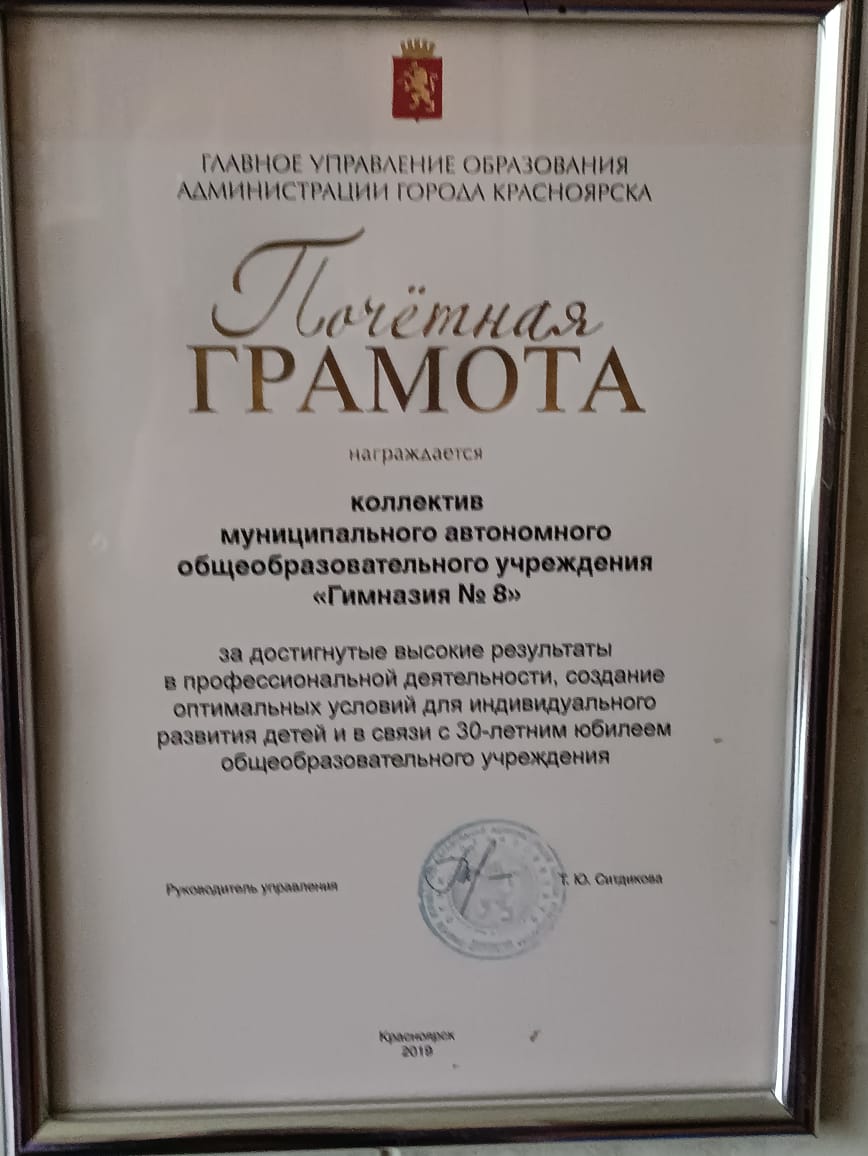 ГЛАВНОЕ УПРАВЛЕНИЕ ОБРАЗОВАНИЯ
АДМИНИСТРАЦИИ ГОРОДА КРАСНОЯРСКА
Почётная
ГРАМОТА
награждается
коллектив
муниципального автономного
общеобразовательного учреждения
«Гимназия № 8»
за достигнутые высокие результаты
в профессиональной деятельности, создание
оптимальных условий для индивидуального
развития детей и в связи с 30-летним юбилеем
общеобразовательного учреждения
Руководитель управления
Т. Ю. Ситдикова
Красноярск
2019